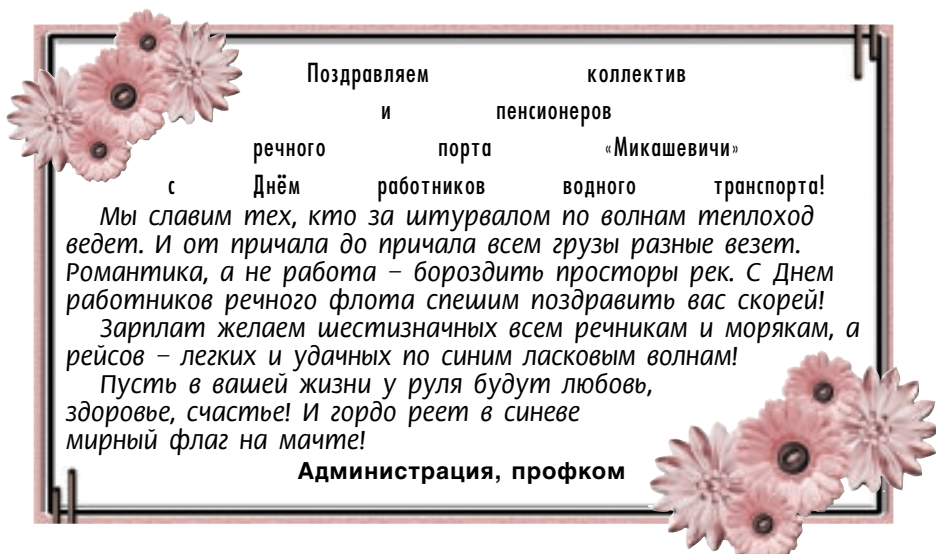 Поздравляем коллектив
и пенсионеров
речного порта «Микашевичи»
с Днём работников водного транспорта!
Мы славим тех, кто за штурвалом по волнам теплоход
ведет. И от причала до причала всем грузы разные везет.
Романтика, а не работа – бороздить просторы рек. С Днем
работников речного флота спешим поздравить вас скорей!
Зарплат желаем шестизначных всем речникам и морякам, а
рейсов – легких и удачных по синим ласковым волнам!
Пусть в вашей жизни у руля будут любовь,
здоровье, счастье! И гордо реет в синеве
мирный флаг на мачте!
Администрация, профком